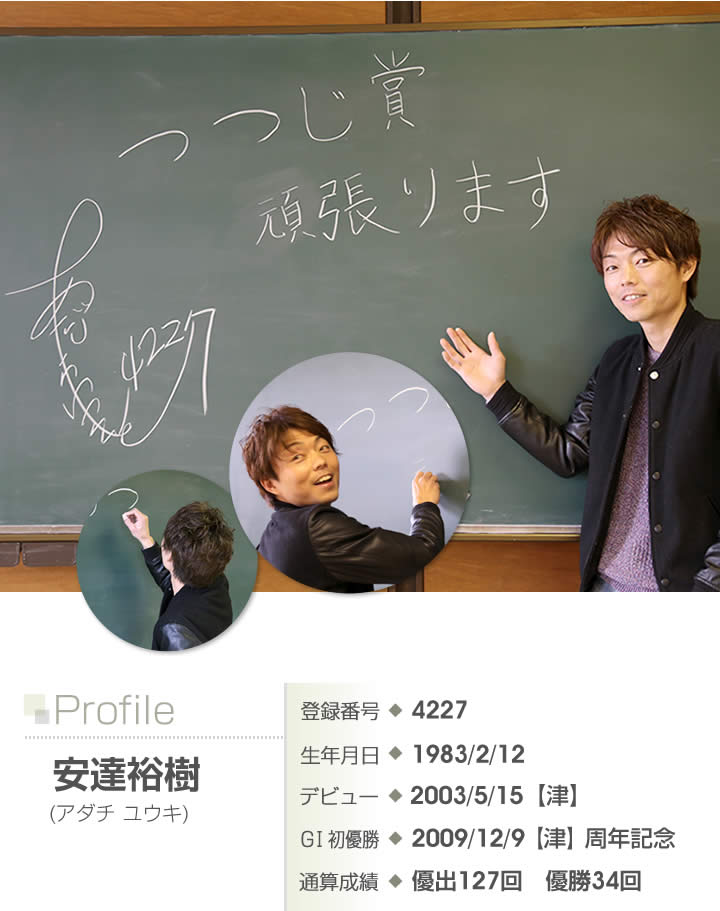 つつじ賞
頑張ります
4227
つつ
つ
Profile
安達裕樹
(アダチ ユウキ)
登録番号 ◆ 4227
生年月日 ◆ 1983/2/12
デビュー ◆ 2003/5/15【津】
GI初優勝 ◆ 2009/12/9【津】周年記念
通算成績 ◆ 優出127回 優勝34回